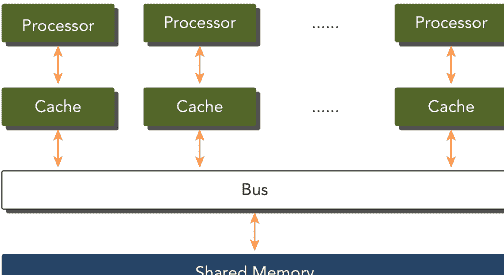 Processor Processor ...... Processor
Cache Cache ...... Cache
Bus
Shared Memory